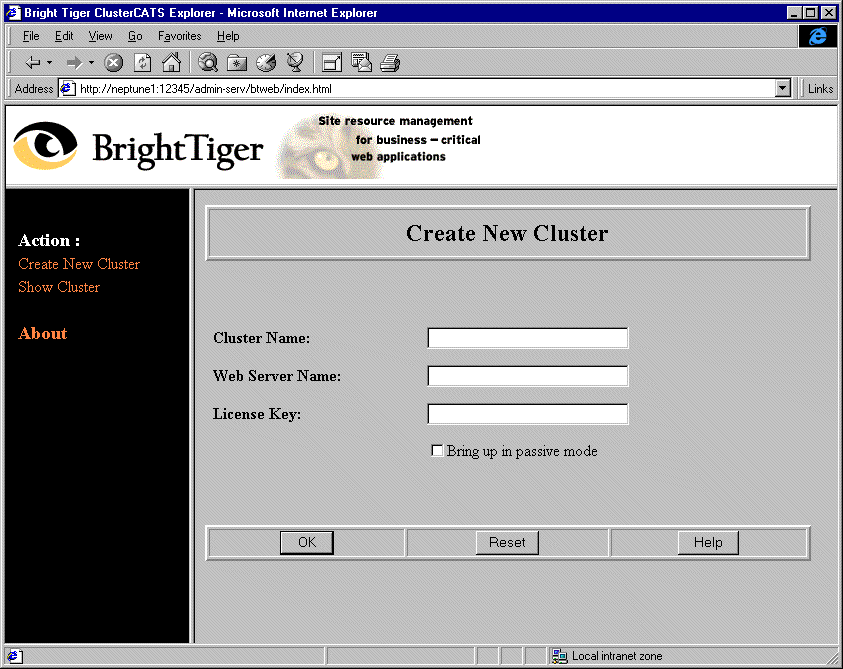 Bright Tiger ClusterCATS Explorer - Microsoft Internet Explorer
File Edit View Go Favorites Help
Address http://neptune1:12345/admin-serv/btweb/index.html Links
BrightTiger
Site resource management
for business – critical
web applications
Action :
Create New Cluster
Show Cluster
About
Create New Cluster
Cluster Name:
Web Server Name:
License Key:
Bring up in passive mode
OK Reset Help
Local intranet zone